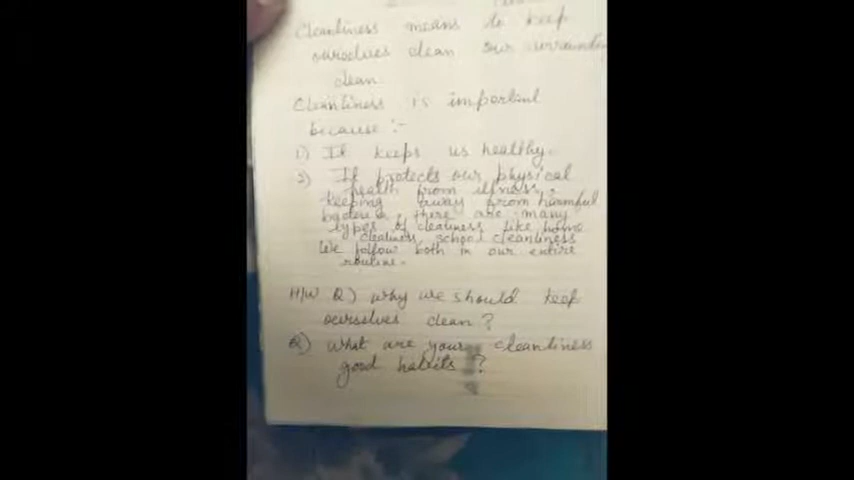 Cleanliness means to keep
ourselves clean our
clean.
Cleanliness is important
because :-
1) It keeps us healthy.
2) It protects our physical
health from illness.
keeping away from harmful
there are many
types of cleanliness like home
school cleanliness
We follow both in our entire
routine.
H/W Q) why we should keep
ourselves clean?
Q) what are your cleanliness
good habits ?